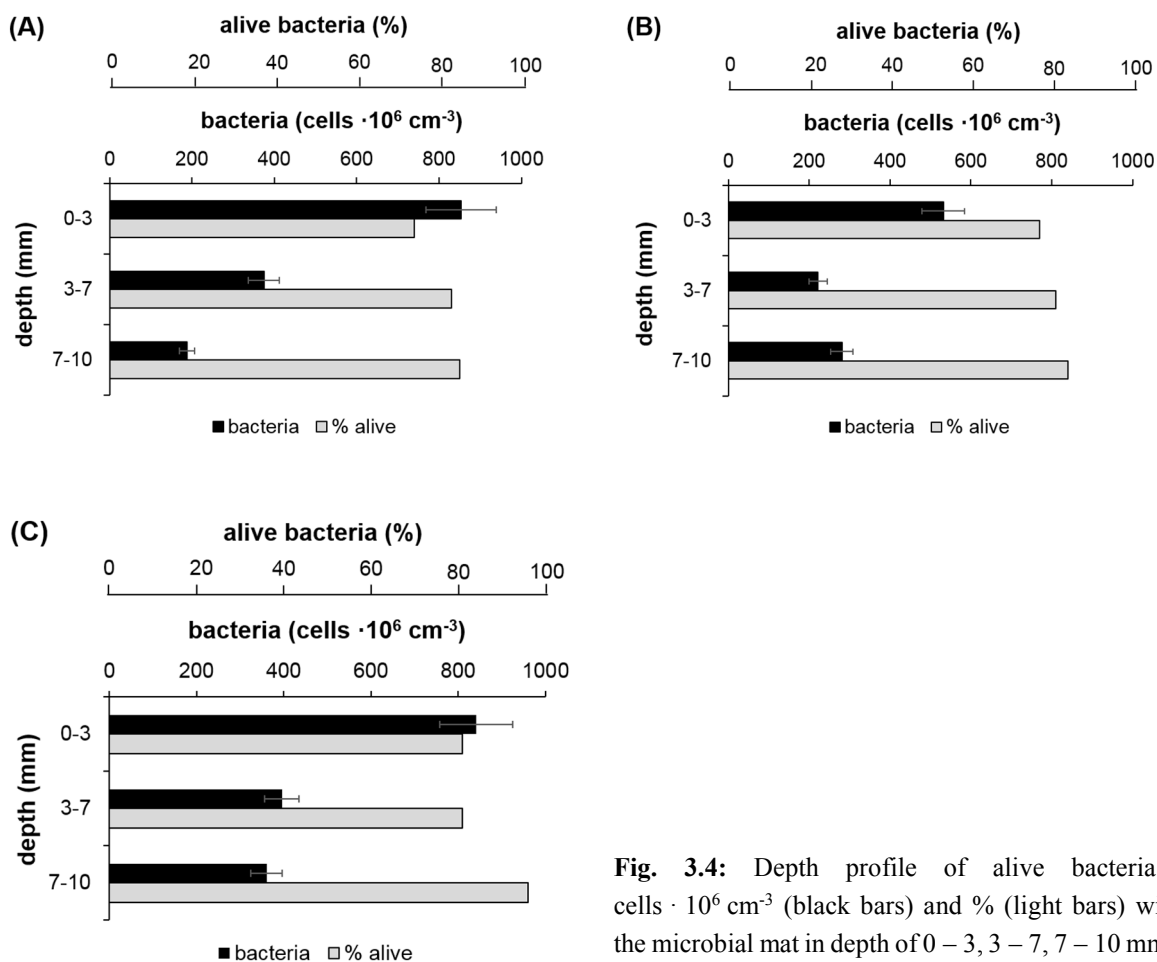 (A)
alive bacteria (%)
0 20 40 60 80 100
bacteria (cells ·10⁶ cm⁻³)
0 200 400 600 800 1000
depth (mm)
0-3
3-7
7-10
bacteria % alive
(B)
alive bacteria (%)
0 20 40 60 80 100
bacteria (cells ·10⁶ cm⁻³)
0 200 400 600 800 1000
depth (mm)
0-3
3-7
7-10
bacteria % alive
(C)
alive bacteria (%)
0 20 40 60 80 100
bacteria (cells ·10⁶ cm⁻³)
0 200 400 600 800 1000
depth (mm)
0-3
3-7
7-10
bacteria % alive
Fig. 3.4: Depth profile of alive bacteria
cells · 10⁶ cm⁻³ (black bars) and % (light bars)
the microbial mat in depth of 0 – 3, 3 – 7, 7 – 10 mm